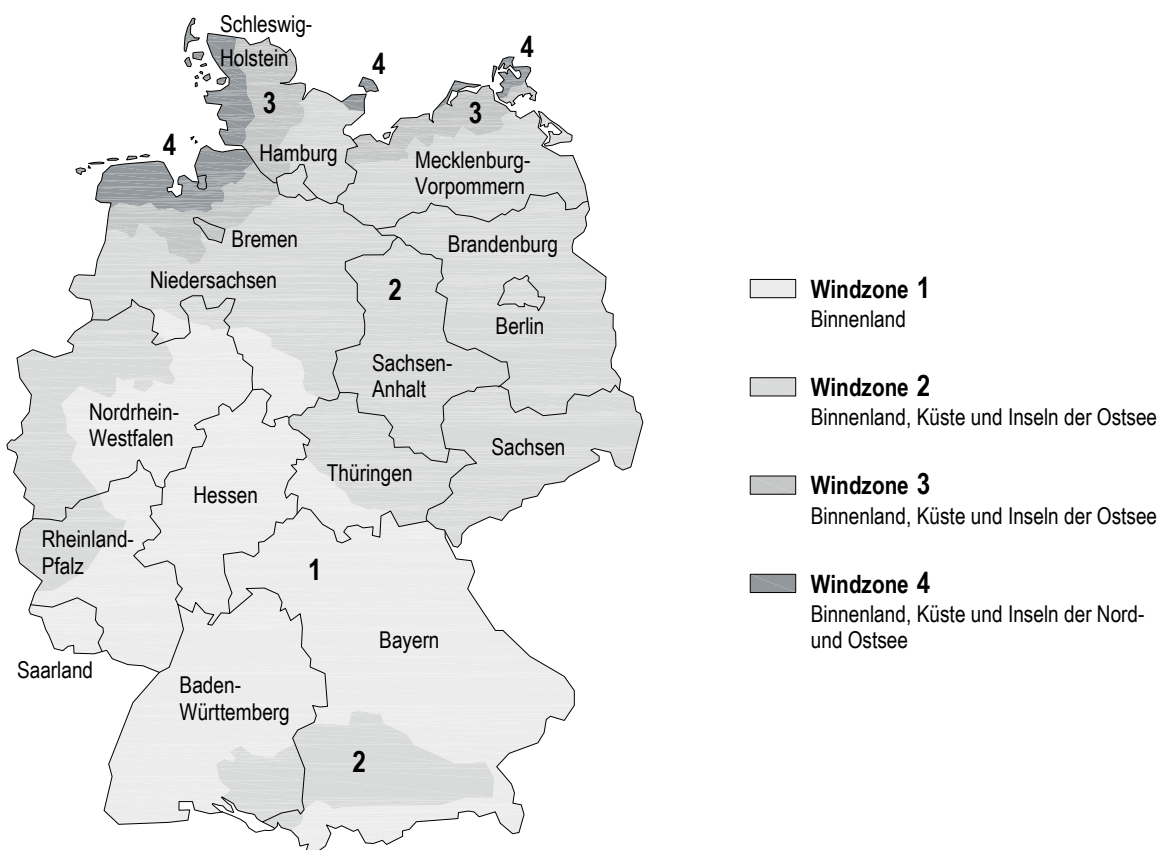 Schleswig-
Holstein
4
4
3
3
4
Hamburg
Mecklenburg-
Vorpommern
Bremen
Brandenburg
Niedersachsen
2
Berlin
Sachsen-
Anhalt
Nordrhein-
Westfalen
Sachsen
Thüringen
Hessen
Rheinland-
Pfalz
1
Bayern
Saarland
Baden-
Württemberg
2
Windzone 1
Binnenland
Windzone 2
Binnenland, Küste und Inseln der Ostsee
Windzone 3
Binnenland, Küste und Inseln der Ostsee
Windzone 4
Binnenland, Küste und Inseln der Nord-
und Ostsee